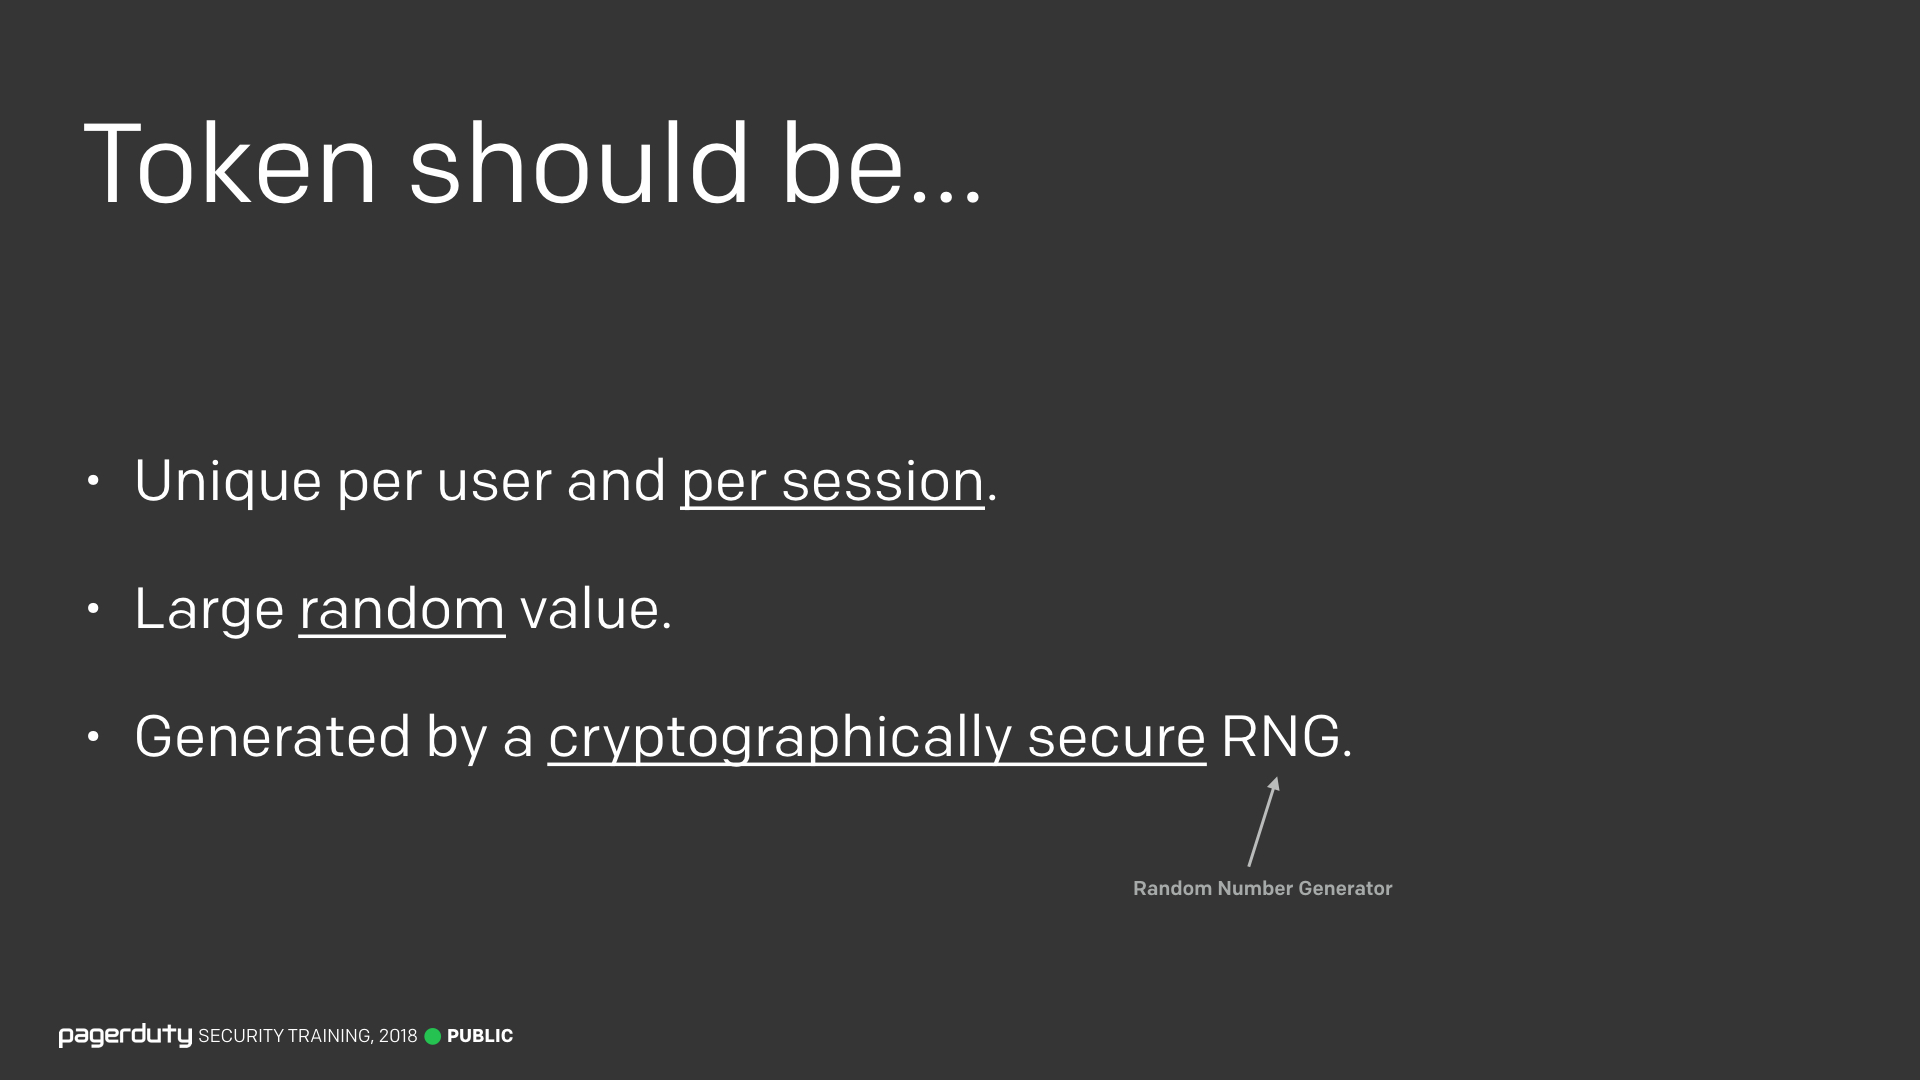 Token should be...
• Unique per user and per session.
• Large random value.
• Generated by a cryptographically secure RNG.
Random Number Generator
pagerduty SECURITY TRAINING, 2018 PUBLIC